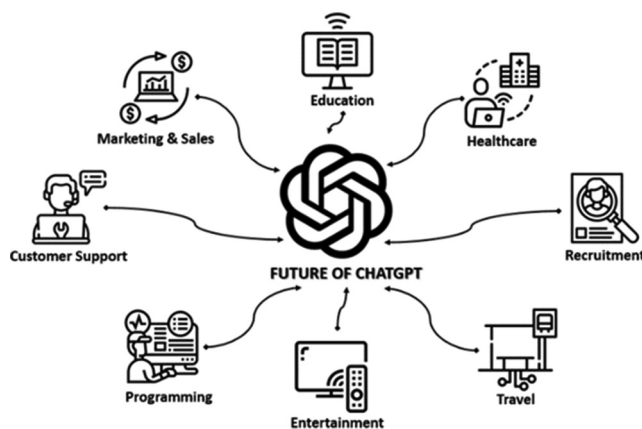 Education
Marketing & Sales
Healthcare
Customer Support
Recruitment
FUTURE OF CHATGPT
Programming
Travel
Entertainment